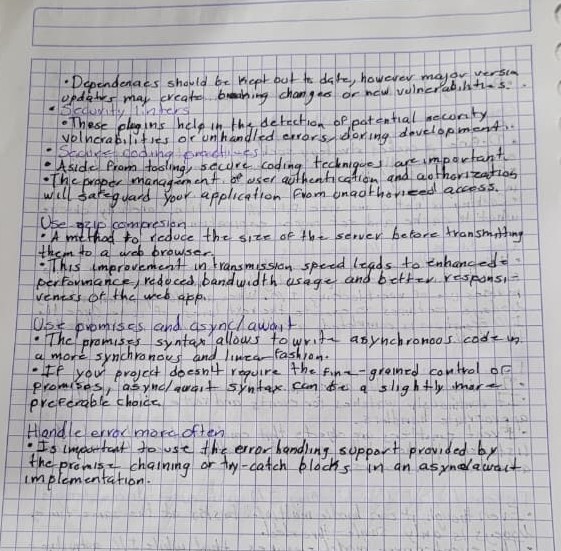 • Dependencies should be kept out to date, however major version
updates may create breaking changes or new vulnerabilities.
• Security linters
• These plugins help in the detection of potential security
vulnerabilities or unhandled errors during development.
• Secure coding practices
• Aside from tooling, secure coding techniques are important.
• The proper management of user authentication and authorization
will safeguard your application from unauthorized access.
Use gzip compresion
• A method to reduce the size of the server before transmitting
them to a web browser.
• This improvement in transmission speed leads to enhanced
performance, reduced bandwidth usage and better responsi-
veness of the web app.
Use promises and async/await
• The promises syntax allows to write asynchronous code in
a more synchronous and linear fashion.
• If your project doesn't require the fine-grained control of
promises, async/await syntax can be a slightly more
preferable choice
Handle error more often
• Is important to use the error handling support provided by
the promise chaining or try-catch blocks in an async/await
implementation.